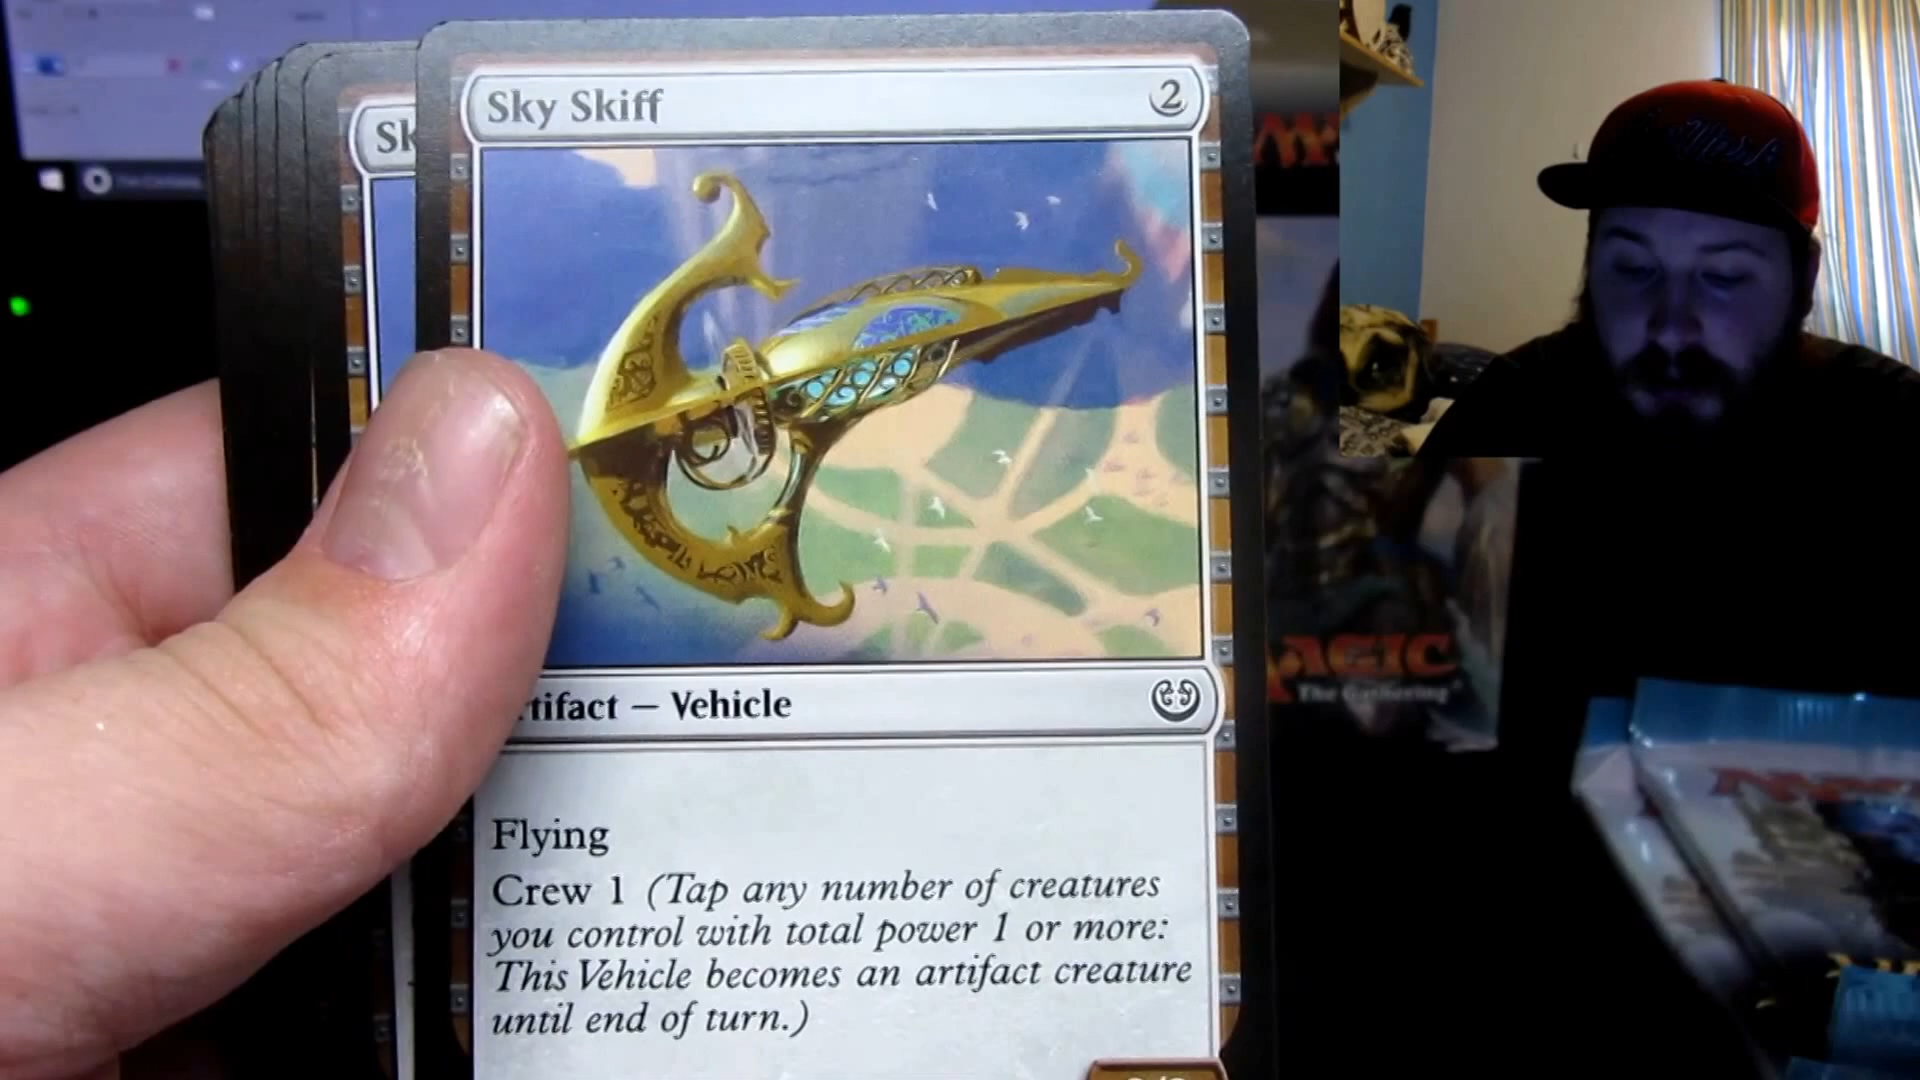 Sky Skiff
2
Sk
rtifact — Vehicle
Flying
Crew 1 (Tap any number of creatures
you control with total power 1 or more:
This Vehicle becomes an artifact creature
until end of turn.)
MAGIC
The Gathering